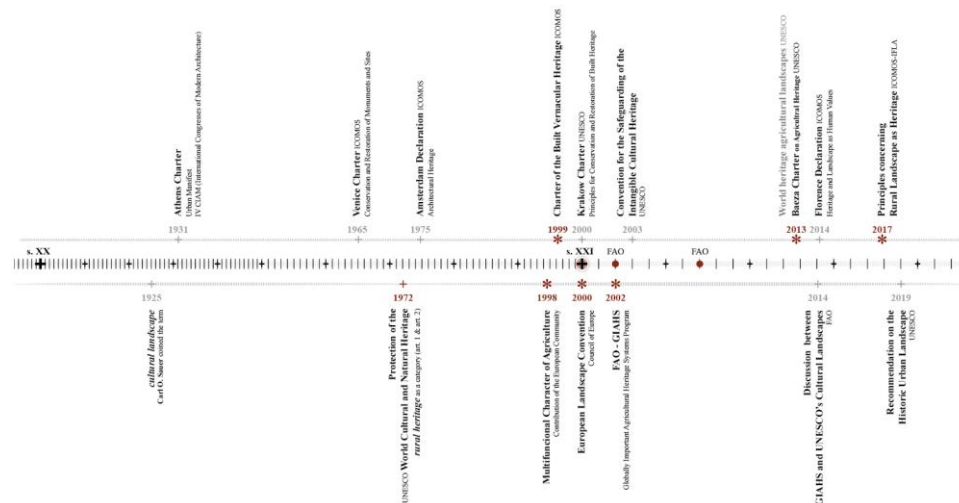 Athens Charter
Urban Manifest
IV CIAM (International Congresses of Modern Architecture)
Venice Charter ICOMOS
Conservation and Restoration of Monuments and Sites
Amsterdam Declaration ICOMOS
Architectural Heritage
Charter of the Built Vernacular Heritage ICOMOS
Krakow Charter UNESCO
Principles for Conservation and Restoration of Built Heritage
Convention for the Safeguarding of the
Intangible Cultural Heritage
UNESCO
World heritage agricultural landscapes UNESCO
Baeza Charter on Agricultral Heritage UNESCO
Florence Declaration ICOMOS
Heritage and Landscape as Human Values
Principles concerning
Rural Landscape as Heritage ICOMOS-IFLA
1931
1965
1975
1999
2000
2003
2013
2014
2017
s. XX
s. XXI
FAO
FAO
1925
1972
1998
2000
2002
2014
2019
cultural landscape
Carl O. Sauer coined the term
Protection of the
UNESCO World Cultural and Natural Heritage
rural heritage as a category (art. 1 & art. 2)
Multifuncional Character of Agriculture
Contribution of the European Community
European Landscape Convention
Council of Europe
FAO - GIAHS
Globally Important Agricultural Heritage Systems Program
Discussion between
GIAHS and UNESCO's Cultural Landscapes
FAO
Recommendation on the
Historic Urban Landscape
UNESCO